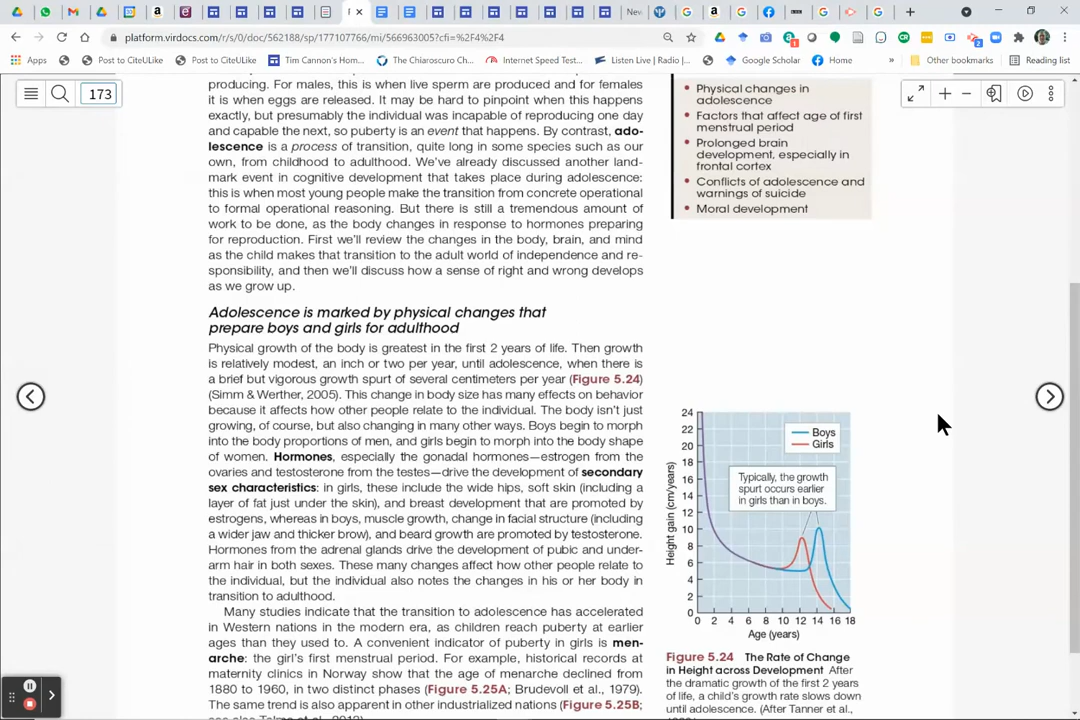 New
platform.virdocs.com/r/s/0/doc/562188/sp/177107766/mi/566963005?cfi=%2F4%2F4
Apps
Post to CiteULike
Post to CiteULike
Tim Cannon's Hom...
The Chiaroscuro Ch...
Internet Speed Test...
Listen Live | Radio |...
Google Scholar
Home
Other bookmarks
Reading list
173
producing. For males, this is when live sperm are produced and for females
it is when eggs are released. It may be hard to pinpoint when this happens
exactly, but presumably the individual was incapable of reproducing one day
and capable the next, so puberty is an event that happens. By contrast, ado-
lescence is a process of transition, quite long in some species such as our
own, from childhood to adulthood. We've already discussed another land-
mark event in cognitive development that takes place during adolescence:
this is when most young people make the transition from concrete operational
to formal operational reasoning. But there is still a tremendous amount of
work to be done, as the body changes in response to hormones preparing
for reproduction. First we'll review the changes in the body, brain, and mind
as the child makes that transition to the adult world of independence and re-
sponsibility, and then we'll discuss how a sense of right and wrong develops
as we grow up.
Adolescence is marked by physical changes that
prepare boys and girls for adulthood
Physical growth of the body is greatest in the first 2 years of life. Then growth
is relatively modest, an inch or two per year, until adolescence, when there is
a brief but vigorous growth spurt of several centimeters per year (Figure 5.24)
(Simm & Werther, 2005). This change in body size has many effects on behavior
because it affects how other people relate to the individual. The body isn't just
growing, of course, but also changing in many other ways. Boys begin to morph
into the body proportions of men, and girls begin to morph into the body shape
of women. Hormones, especially the gonadal hormones—estrogen from the
ovaries and testosterone from the testes—drive the development of secondary
sex characteristics: in girls, these include the wide hips, soft skin (including a
layer of fat just under the skin), and breast development that are promoted by
estrogens, whereas in boys, muscle growth, change in facial structure (including
a wider jaw and thicker brow), and beard growth are promoted by testosterone.
Hormones from the adrenal glands drive the development of pubic and under-
arm hair in both sexes. These many changes affect how other people relate to
the individual, but the individual also notes the changes in his or her body in
transition to adulthood.
Many studies indicate that the transition to adolescence has accelerated
in Western nations in the modern era, as children reach puberty at earlier
ages than they used to. A convenient indicator of puberty in girls is men-
arche: the girl's first menstrual period. For example, historical records at
maternity clinics in Norway show that the age of menarche declined from
1880 to 1960, in two distinct phases (Figure 5.25A; Brudevoll et al., 1979).
The same trend is also apparent in other industrialized nations (Figure 5.25B;
• Physical changes in
adolescence
• Factors that affect age of first
menstrual period
• Prolonged brain
development, especially in
frontal cortex
• Conflicts of adolescence and
warnings of suicide
• Moral development
24
22
20
18
16
14
12
10
8
6
4
2
0
Height gain (cm/years)
Boys
Girls
Typically, the growth
spurt occurs earlier
in girls than in boys.
0 2 4 6 8 10 12 14 16 18
Age (years)
Figure 5.24 The Rate of Change
in Height across Development After
the dramatic growth of the first 2 years
of life, a child's growth rate slows down
until adolescence. (After Tanner et al.,